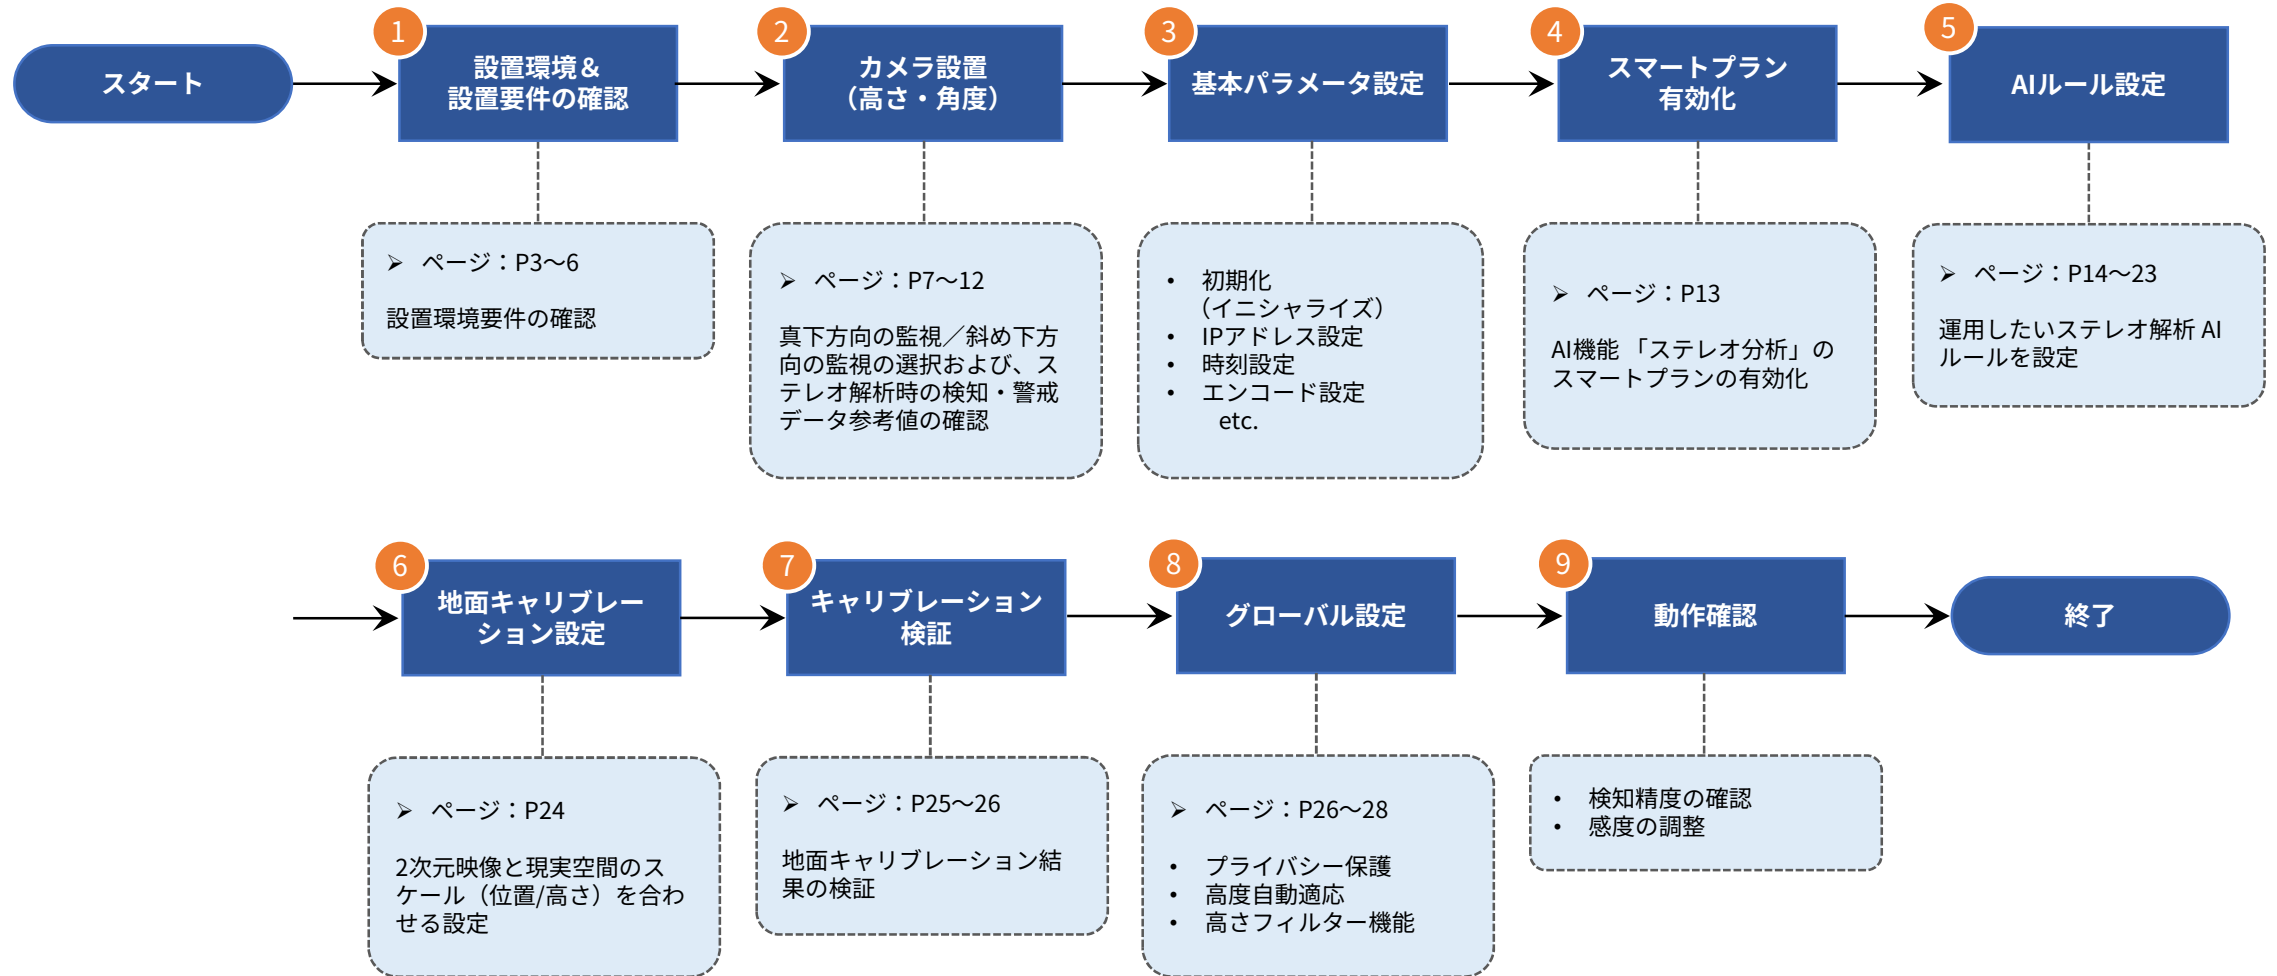 スタート
1
設置環境＆
設置要件の確認
2
カメラ設置
（高さ・角度）
3
基本パラメータ設定
4
スマートプラン
有効化
5
AIルール設定
➢ ページ：P3～6
設置環境要件の確認
➢ ページ：P7～12
真下方向の監視／斜め下方
向の監視の選択および、ス
テレオ解析時の検知・警戒
データ参考値の確認
• 初期化
（イニシャライズ）
• IPアドレス設定
• 時刻設定
• エンコード設定
etc.
➢ ページ：P13
AI機能 「ステレオ分析」の
スマートプランの有効化
➢ ページ：P14～23
運用したいステレオ解析 AI
ルールを設定
6
地面キャリブレー
ション設定
7
キャリブレーション
検証
8
グローバル設定
9
動作確認
終了
➢ ページ：P24
2次元映像と現実空間のス
ケール（位置/高さ）を合わ
せる設定
➢ ページ：P25～26
地面キャリブレーション結
果の検証
➢ ページ：P26～28
• プライバシー保護
• 高度自動適応
• 高さフィルター機能
• 検知精度の確認
• 感度の調整